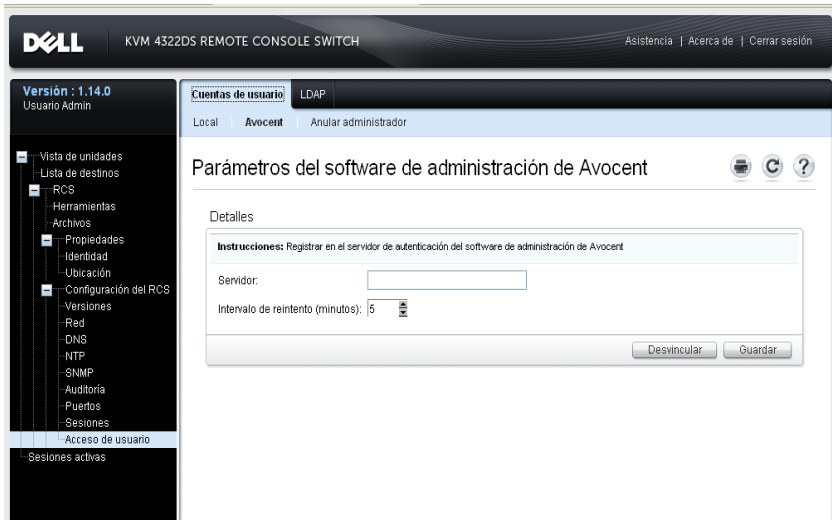 DELL KVM 4322DS REMOTE CONSOLE SWITCH Asistencia | Acerca de | Cerrar sesión
Versión : 1.14.0
Usuario Admin
Vista de unidades
Lista de destinos
RCS
Herramientas
Archivos
Propiedades
Identidad
Ubicación
Configuración del RCS
Versiones
Red
DNS
NTP
SNMP
Auditoría
Puertos
Sesiones
Acceso de usuario
Sesiones activas
Cuentas de usuario LDAP
Local Avocent Anular administrador
Parámetros del software de administración de Avocent
Detalles
Instrucciones: Registrar en el servidor de autenticación del software de administración de Avocent
Servidor:
Intervalo de reintento (minutos): 5
Desvincular Guardar